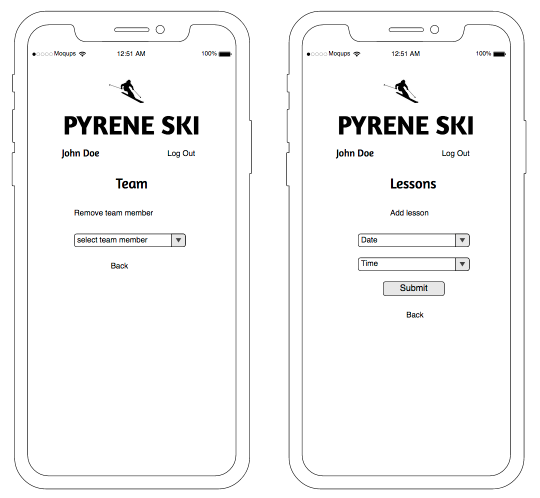 Moqups 12:51 AM 100%
PYRENE SKI
John Doe Log Out
Team
Remove team member
select team member
Back
Moqups 12:51 AM 100%
PYRENE SKI
John Doe Log Out
Lessons
Add lesson
Date
Time
Submit
Back